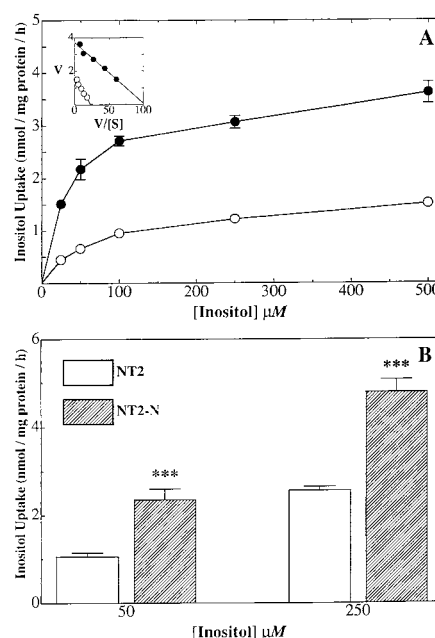 A
Inositol Uptake (nmol / mg protein / h)
5
4
3
2
1
0
4
V
2
0
0
50
100
V/[S]
0
100
200
300
400
500
[Inositol] µM
B
Inositol Uptake (nmol / mg protein / h)
6
4
2
0
NT2
NT2-N
***
***
50
250
[Inositol] µM